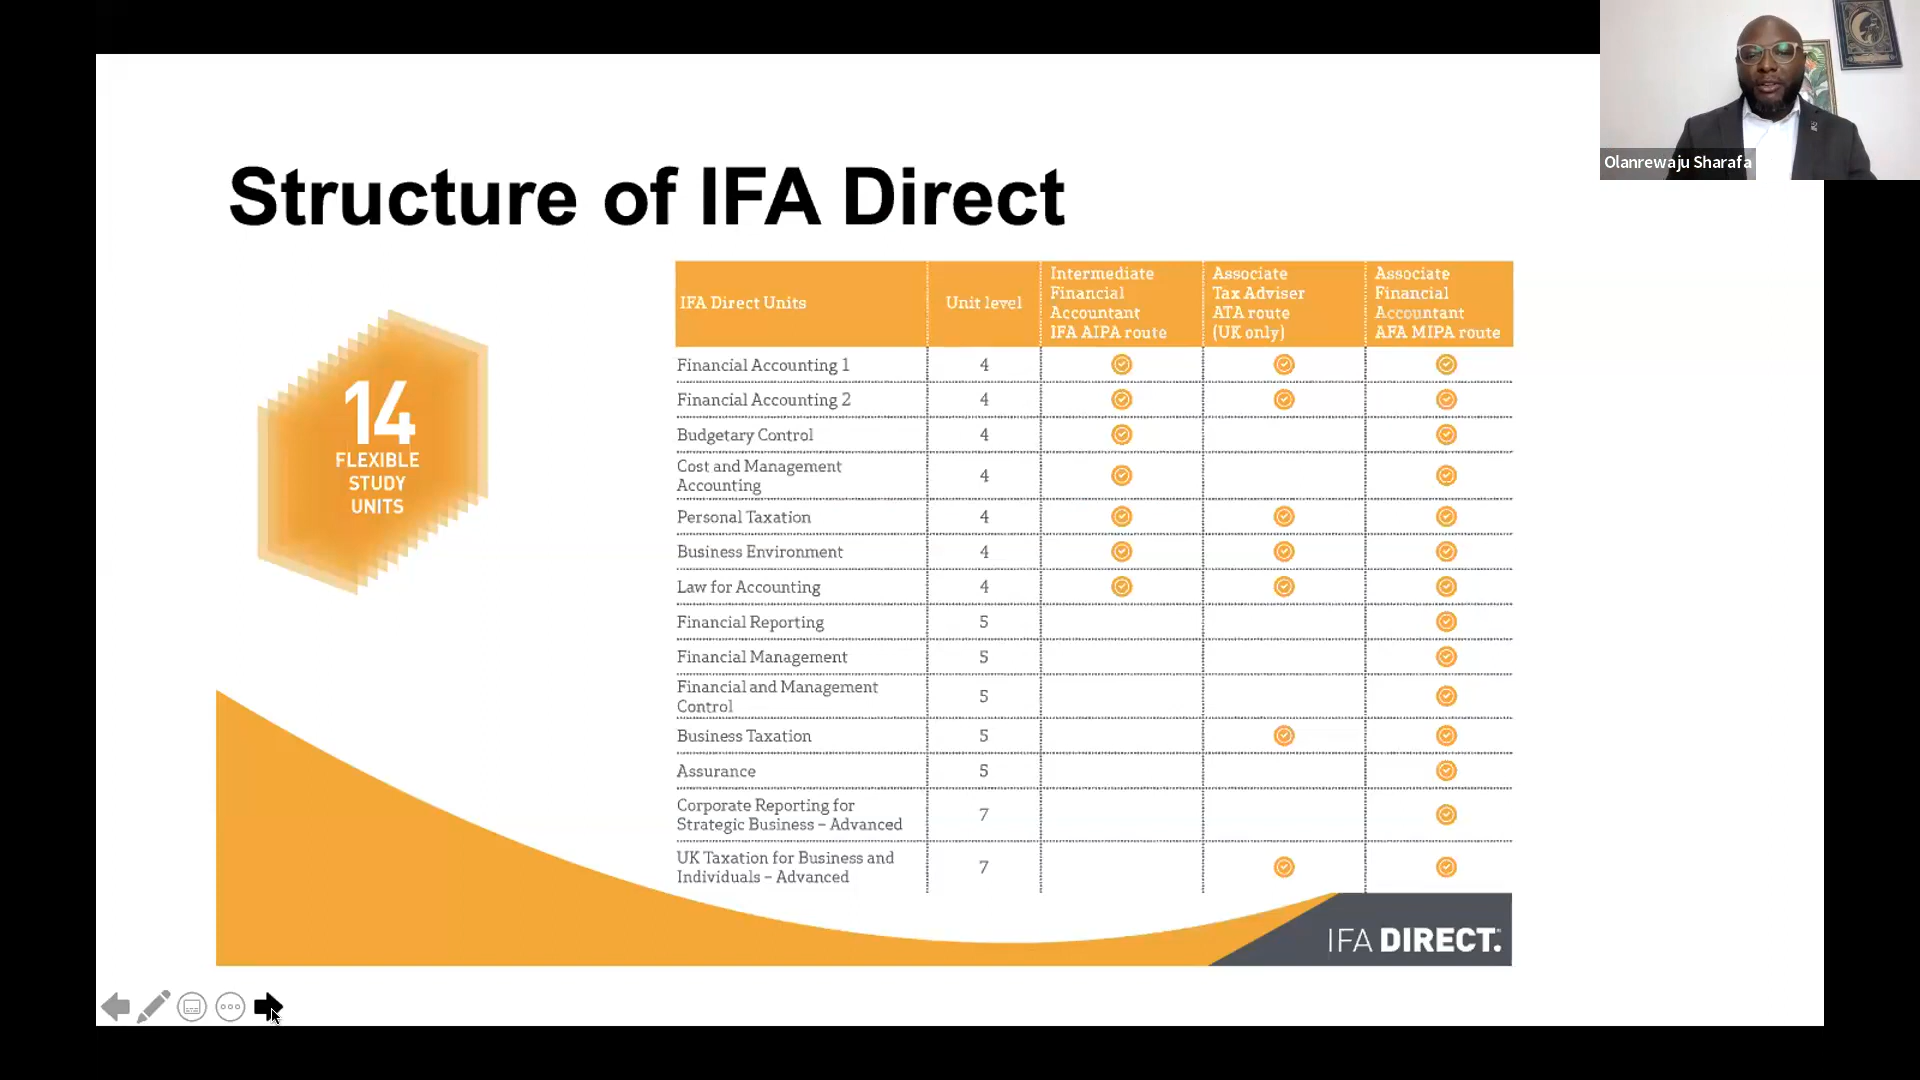 Olanrewaju Sharafa
Structure of IFA Direct
14
FLEXIBLE
STUDY
UNITS
IFA Direct Units
Unit level
Intermediate
Financial
Accountant
IFA AIPA route
Associate
Tax Adviser
ATA route
(UK only)
Associate
Financial
Accountant
AFA MIPA route
Financial Accounting 1 4
Financial Accounting 2 4
Budgetary Control 4
Cost and Management
Accounting 4
Personal Taxation 4
Business Environment 4
Law for Accounting 4
Financial Reporting 5
Financial Management 5
Financial and Management
Control 5
Business Taxation 5
Assurance 5
Corporate Reporting for
Strategic Business – Advanced 7
UK Taxation for Business and
Individuals – Advanced 7
IFA DIRECT.